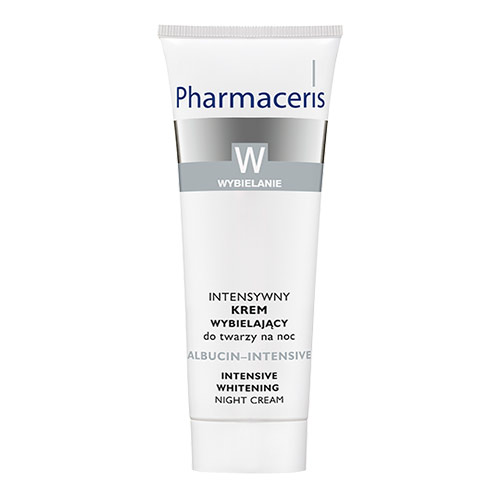 Pharmaceris
W
WYBIELANIE
INTENSYWNY
KREM
WYBIELAJĄCY
do twarzy na noc
ALBUCIN–INTENSIVE
INTENSIVE
WHITENING
NIGHT CREAM